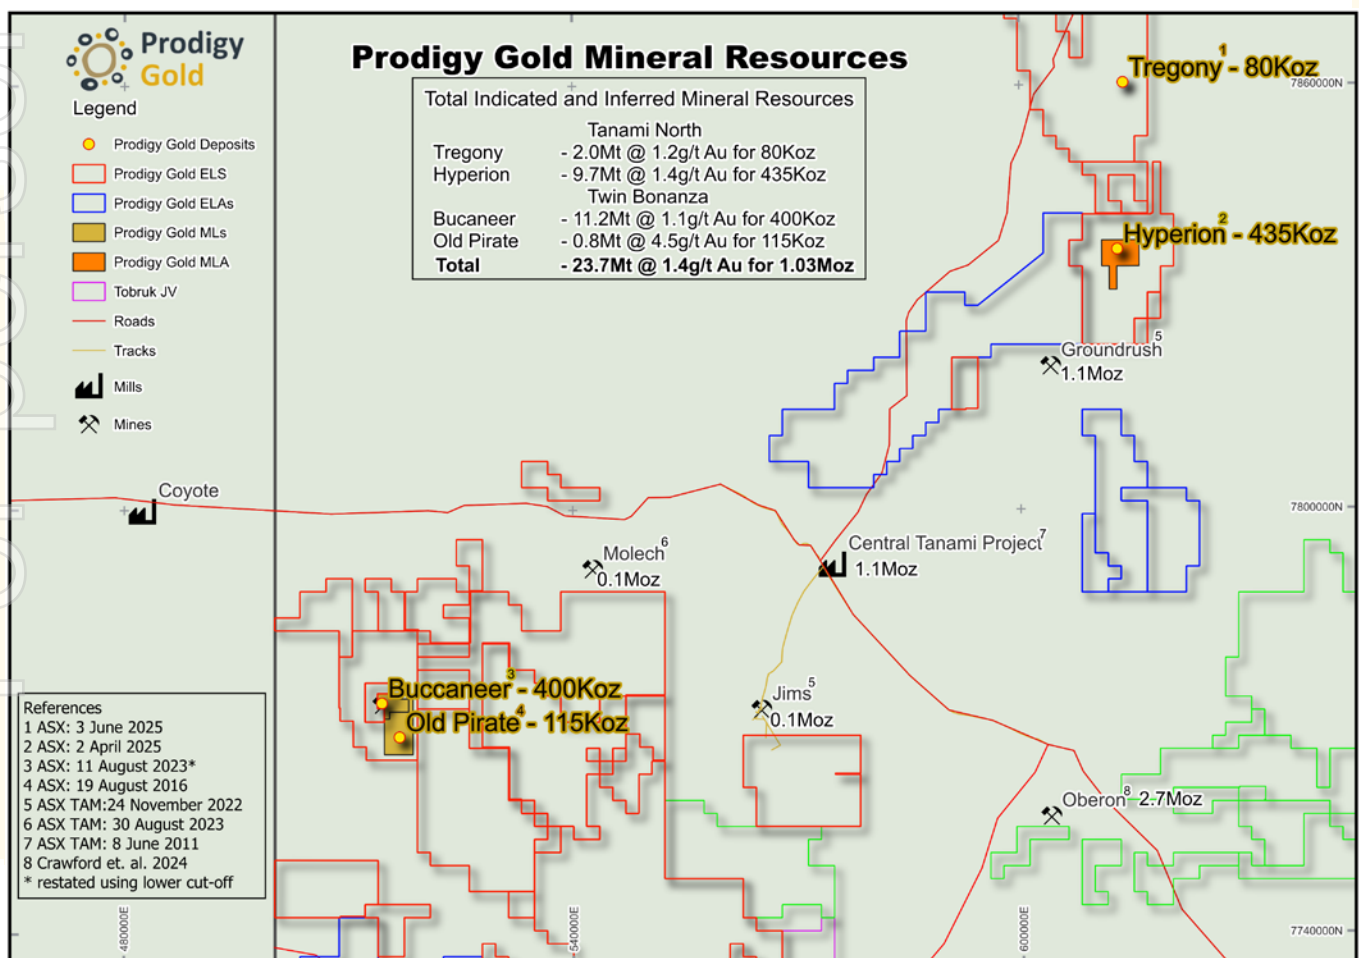 Prodigy
Gold
Legend
Prodigy Gold Deposits
Prodigy Gold ELS
Prodigy Gold ELAs
Prodigy Gold MLs
Prodigy Gold MLA
Tobruk JV
Roads
Tracks
Mills
Mines
Prodigy Gold Mineral Resources
Total Indicated and Inferred Mineral Resources
Tanami North
Tregony - 2.0Mt @ 1.2g/t Au for 80Koz
Hyperion - 9.7Mt @ 1.4g/t Au for 435Koz
Twin Bonanza
Bucaneer - 11.2Mt @ 1.1g/t Au for 400Koz
Old Pirate - 0.8Mt @ 4.5g/t Au for 115Koz
Total - 23.7Mt @ 1.4g/t Au for 1.03Moz
Tregony1 - 80Koz
7860000N
Hyperion2 - 435Koz
Groundrush5
1.1Moz
Coyote
7800000N
Central Tanami Project7
1.1Moz
Molech6
0.1Moz
Buccaneer3 - 400Koz
Old Pirate4 - 115Koz
Jims5
0.1Moz
Oberon8 2.7Moz
References
1 ASX: 3 June 2025
2 ASX: 2 April 2025
3 ASX: 11 August 2023*
4 ASX: 19 August 2016
5 ASX TAM:24 November 2022
6 ASX TAM: 30 August 2023
7 ASX TAM: 8 June 2011
8 Crawford et. al. 2024
* restated using lower cut-off
480000E
540000E
600000E
7740000N